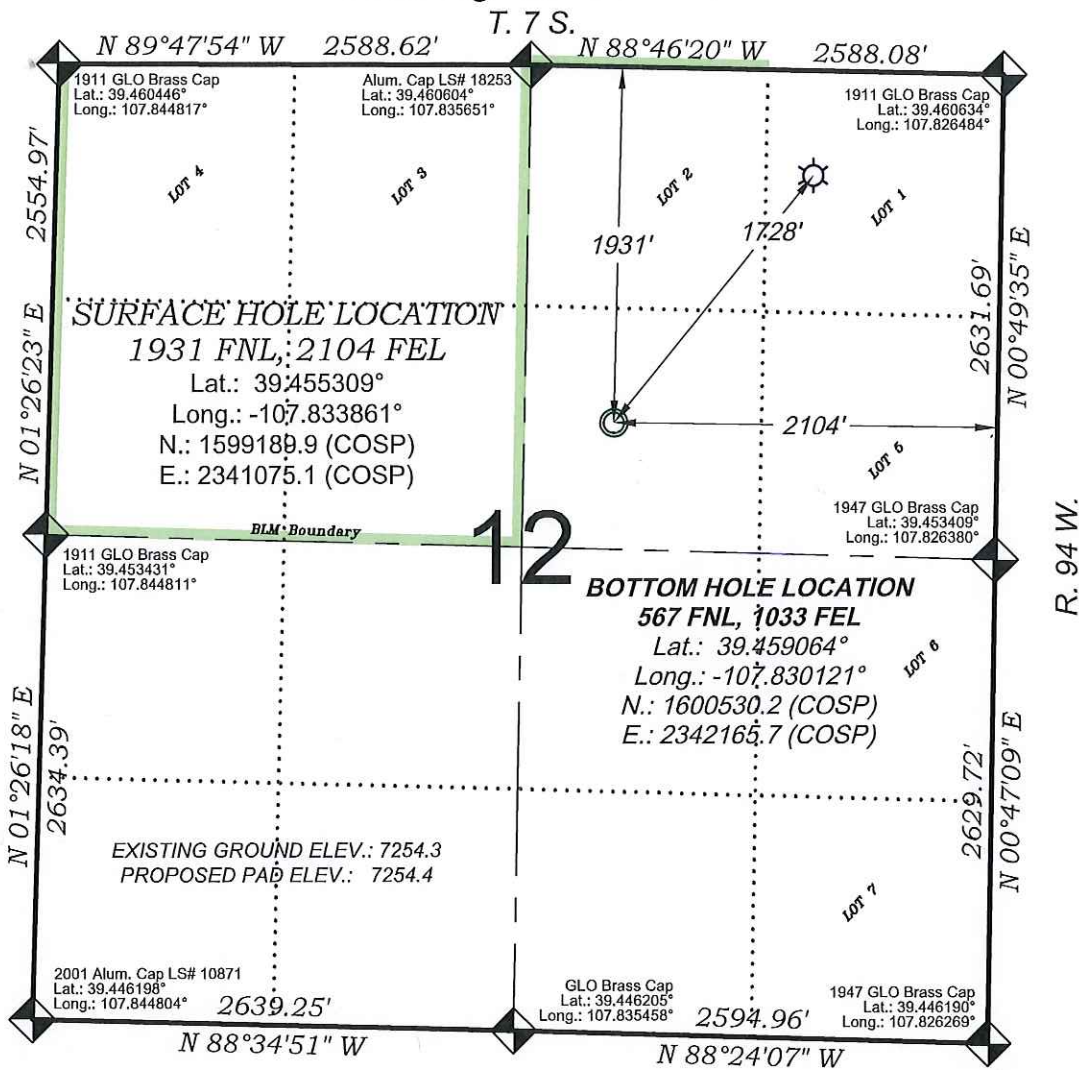 T. 7 S.
N 89°47'54" W 2588.62'
N 88°46'20" W 2588.08'
1911 GLO Brass Cap
Lat.: 39.460446°
Long.: 107.844817°
Alum. Cap LS# 18253
Lat.: 39.460604°
Long.: 107.835651°
1911 GLO Brass Cap
Lat.: 39.460634°
Long.: 107.826484°
2554.97'
N 01°26'23" E
LOT 4
LOT 3
LOT 2
LOT 1
1931'
1728'
2631.69'
N 00°49'35" E
SURFACE HOLE LOCATION
1931 FNL, 2104 FEL
Lat.: 39.455309°
Long.: -107.833861°
N.: 1599189.9 (COSP)
E.: 2341075.1 (COSP)
2104'
LOT 5
1947 GLO Brass Cap
Lat.: 39.453409°
Long.: 107.826380°
BLM Boundary
12
1911 GLO Brass Cap
Lat.: 39.453431°
Long.: 107.844811°
R. 94 W.
BOTTOM HOLE LOCATION
567 FNL, 1033 FEL
Lat.: 39.459064°
Long.: -107.830121°
N.: 1600530.2 (COSP)
E.: 2342165.7 (COSP)
LOT 6
N 01°26'18" E
2634.39'
2629.72'
N 00°47'09" E
EXISTING GROUND ELEV.: 7254.3
PROPOSED PAD ELEV.: 7254.4
LOT 7
2001 Alum. Cap LS# 10871
Lat.: 39.446198°
Long.: 107.844804°
2639.25'
N 88°34'51" W
GLO Brass Cap
Lat.: 39.446205°
Long.: 107.835458°
2594.96'
N 88°24'07" W
1947 GLO Brass Cap
Lat.: 39.446190°
Long.: 107.826269°